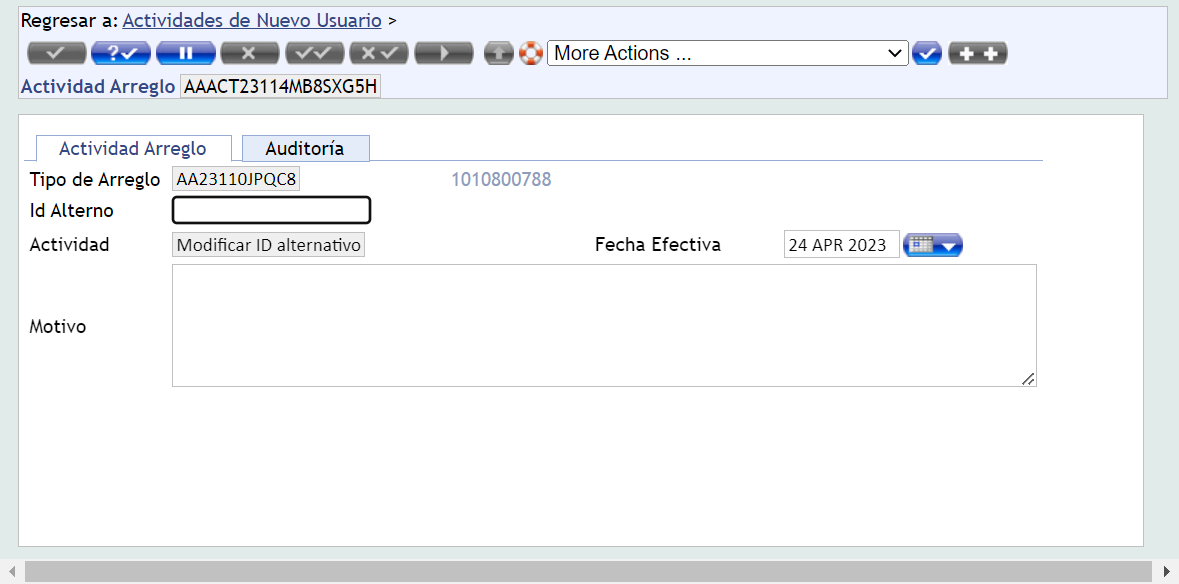 Regresar a: Actividades de Nuevo Usuario >
More Actions ...
Actividad Arreglo AAACT23114MB8SXG5H
Actividad Arreglo Auditoría
Tipo de Arreglo AA23110JPQC8 1010800788
Id Alterno
Actividad Modificar ID alternativo Fecha Efectiva 24 APR 2023
Motivo